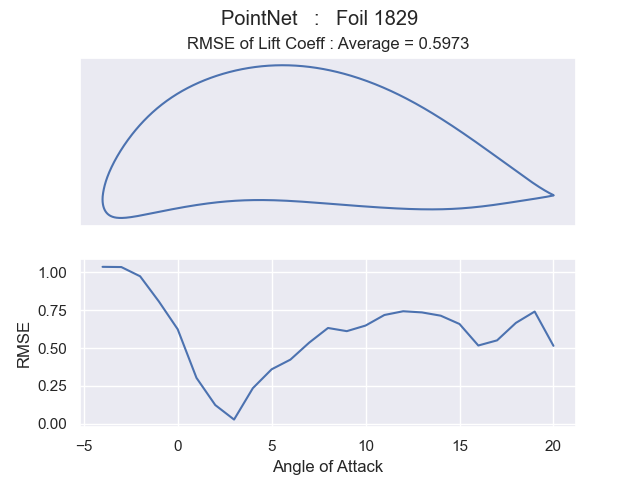 PointNet : Foil 1829
RMSE of Lift Coeff : Average = 0.5973
1.00
0.75
0.50
0.25
0.00
RMSE
−5 0 5 10 15 20
Angle of Attack